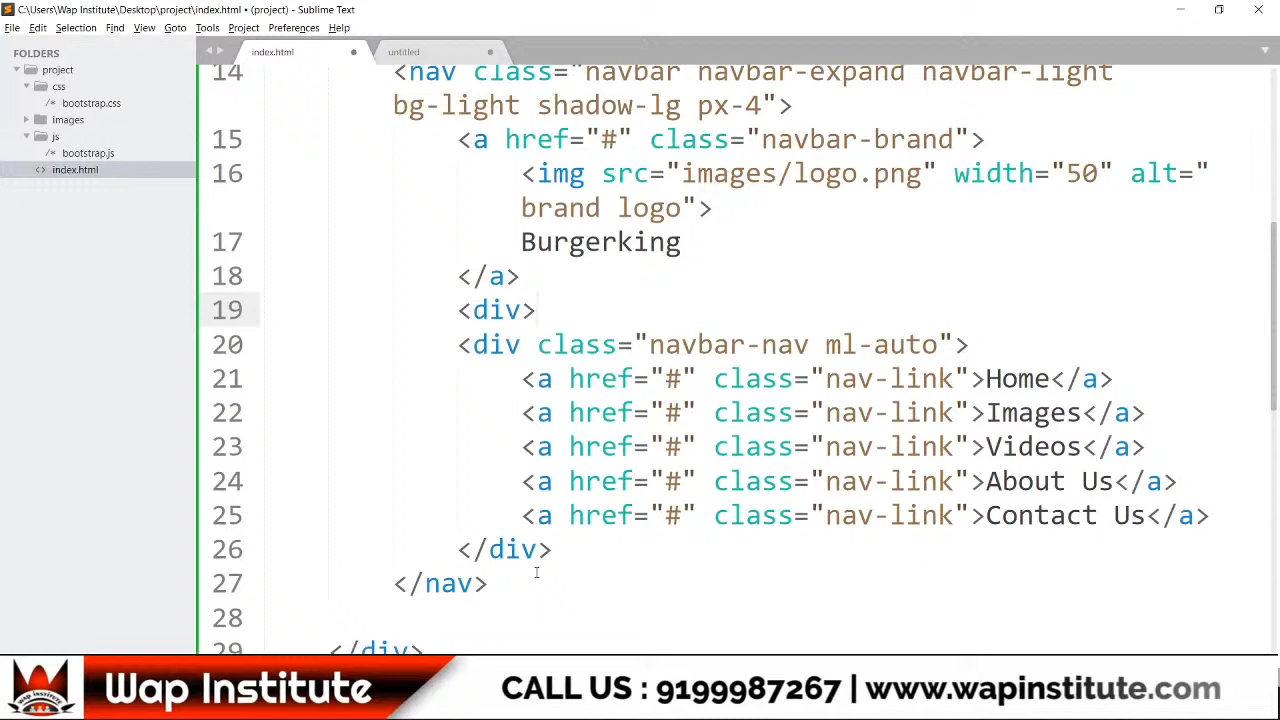 C:\Users\Wap Institute\Desktop\project\index.html • (project) - Sublime Text
File Edit Selection Find View Goto Tools Project Preferences Help
FOLDERS
project
css
bootstrap.css
images
js
bootstrap.js
index.html
index.html
untitled
14 <nav class="navbar navbar-expand navbar-light
bg-light shadow-lg px-4">
15 <a href="#" class="navbar-brand">
16 <img src="images/logo.png" width="50" alt="
brand logo">
17 Burgerking
18 </a>
19 <div>
20 <div class="navbar-nav ml-auto">
21 <a href="#" class="nav-link">Home</a>
22 <a href="#" class="nav-link">Images</a>
23 <a href="#" class="nav-link">Videos</a>
24 <a href="#" class="nav-link">About Us</a>
25 <a href="#" class="nav-link">Contact Us</a>
26 </div>
27 </nav>
28
29 </div>
Wap Institute
CALL US : 9199987267 | www.wapinstitute.com